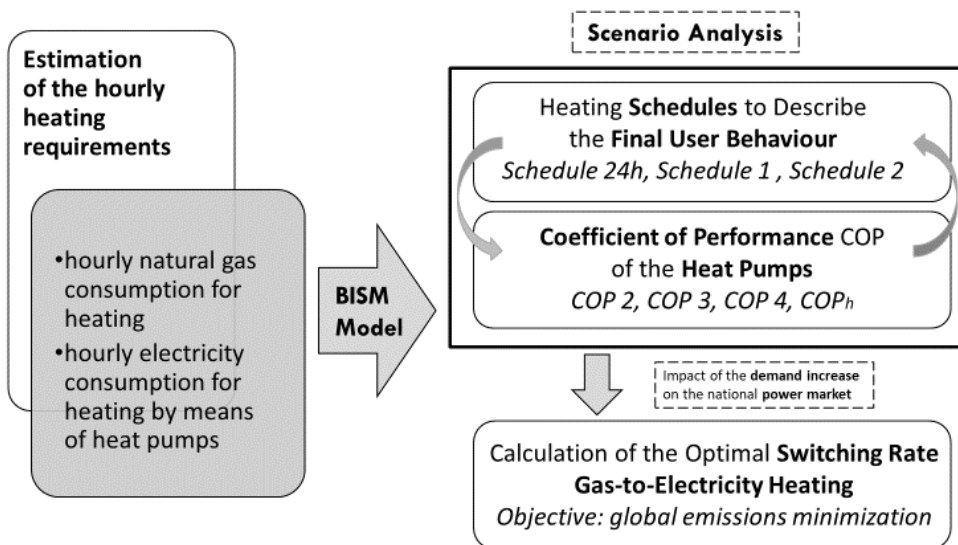 Estimation
of the hourly
heating
requirements
•hourly natural gas
consumption for
heating
•hourly electricity
consumption for
heating by means
of heat pumps
BISM
Model
Scenario Analysis
Heating Schedules to Describe
the Final User Behaviour
Schedule 24h, Schedule 1 , Schedule 2
Coefficient of Performance COP
of the Heat Pumps
COP 2, COP 3, COP 4, COPh
Impact of the demand increase
on the national power market
Calculation of the Optimal Switching Rate
Gas-to-Electricity Heating
Objective: global emissions minimization